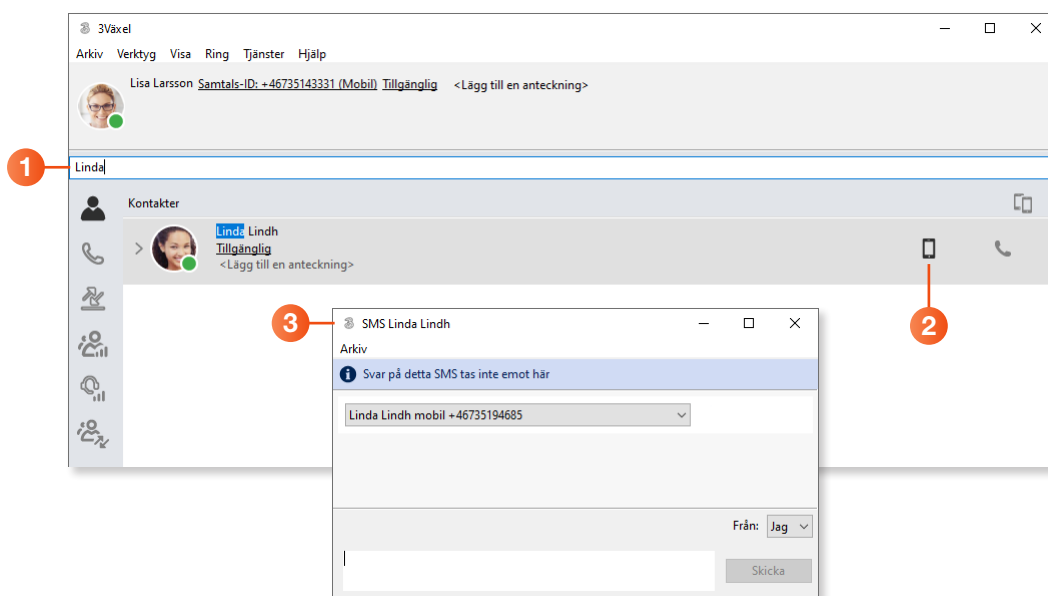 3Växel
Arkiv Verktyg Visa Ring Tjänster Hjälp
Lisa Larsson Samtals-ID: +46735143331 (Mobil) Tillgänglig <Lägg till en anteckning>
1
Linda
Kontakter
Linda Lindh
Tillgänglig
<Lägg till en anteckning>
2
3
SMS Linda Lindh
Arkiv
Svar på detta SMS tas inte emot här
Linda Lindh mobil +46735194685
Från: Jag
Skicka